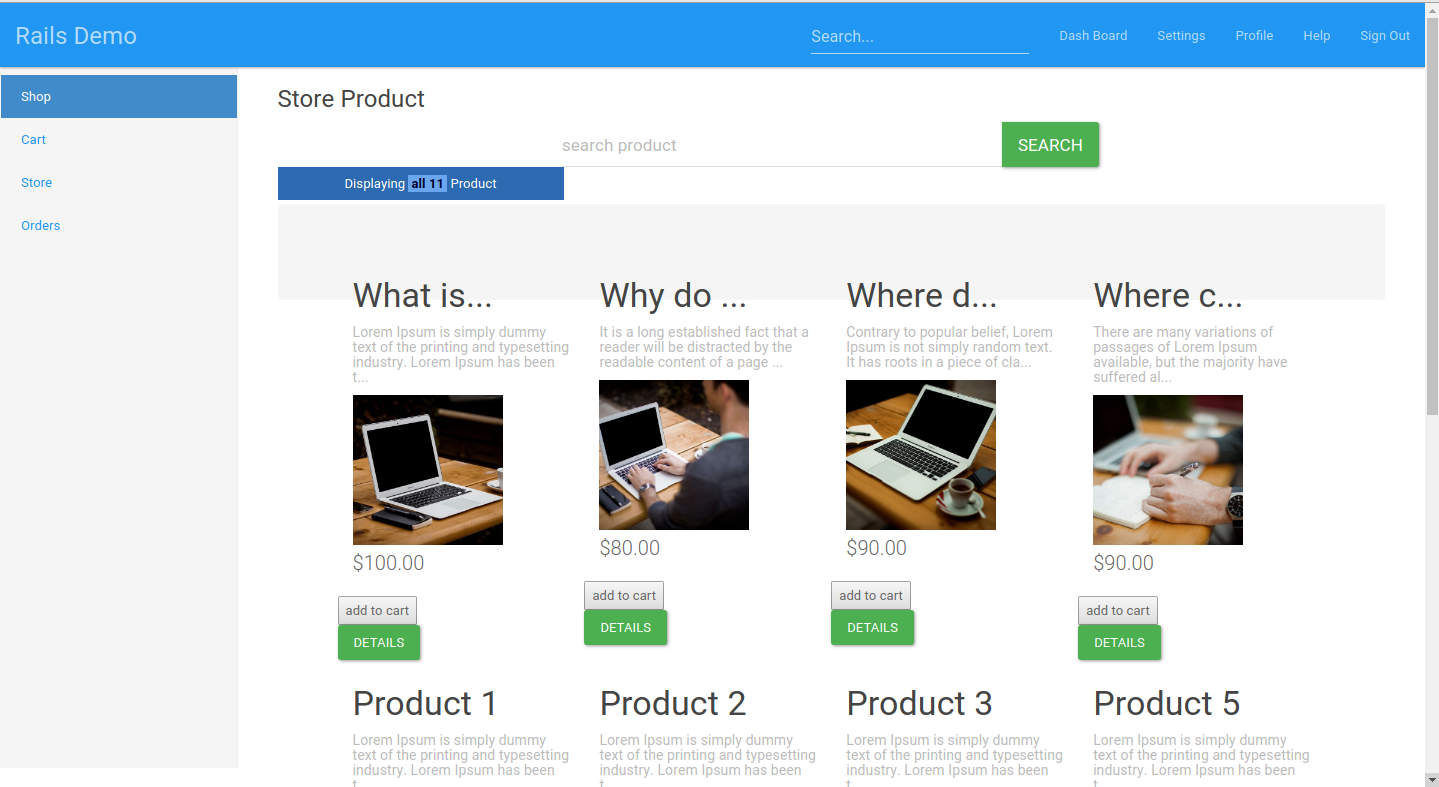 Rails Demo
Search...
Dash Board
Settings
Profile
Help
Sign Out
Shop
Cart
Store
Orders
Store Product
search product
SEARCH
Displaying all 11 Product
What is...
Lorem Ipsum is simply dummy
text of the printing and typesetting
industry. Lorem Ipsum has been
t...
$100.00
add to cart
DETAILS
Why do ...
It is a long established fact that a
reader will be distracted by the
readable content of a page ...
$80.00
add to cart
DETAILS
Where d...
Contrary to popular belief, Lorem
Ipsum is not simply random text.
It has roots in a piece of cla...
$90.00
add to cart
DETAILS
Where c...
There are many variations of
passages of Lorem Ipsum
available, but the majority have
suffered al...
$90.00
add to cart
DETAILS
Product 1
Lorem Ipsum is simply dummy
text of the printing and typesetting
industry. Lorem Ipsum has been
Product 2
Lorem Ipsum is simply dummy
text of the printing and typesetting
industry. Lorem Ipsum has been
Product 3
Lorem Ipsum is simply dummy
text of the printing and typesetting
industry. Lorem Ipsum has been
Product 5
Lorem Ipsum is simply dummy
text of the printing and typesetting
industry. Lorem Ipsum has been